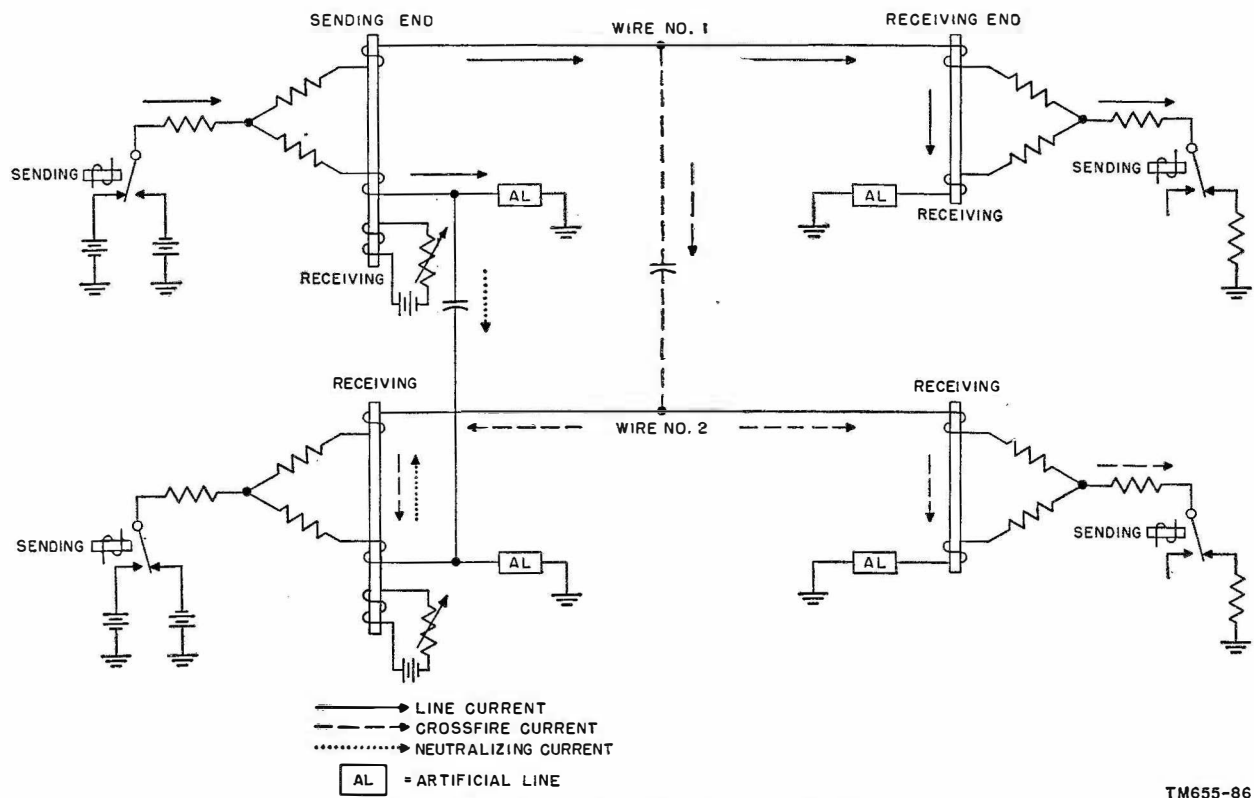 SENDING END
WIRE NO. 1
RECEIVING END
SENDING
AL
AL
SENDING
RECEIVING
RECEIVING
RECEIVING
RECEIVING
WIRE NO. 2
SENDING
AL
AL
SENDING
LINE CURRENT
CROSSFIRE CURRENT
NEUTRALIZING CURRENT
AL = ARTIFICIAL LINE
TM655-86